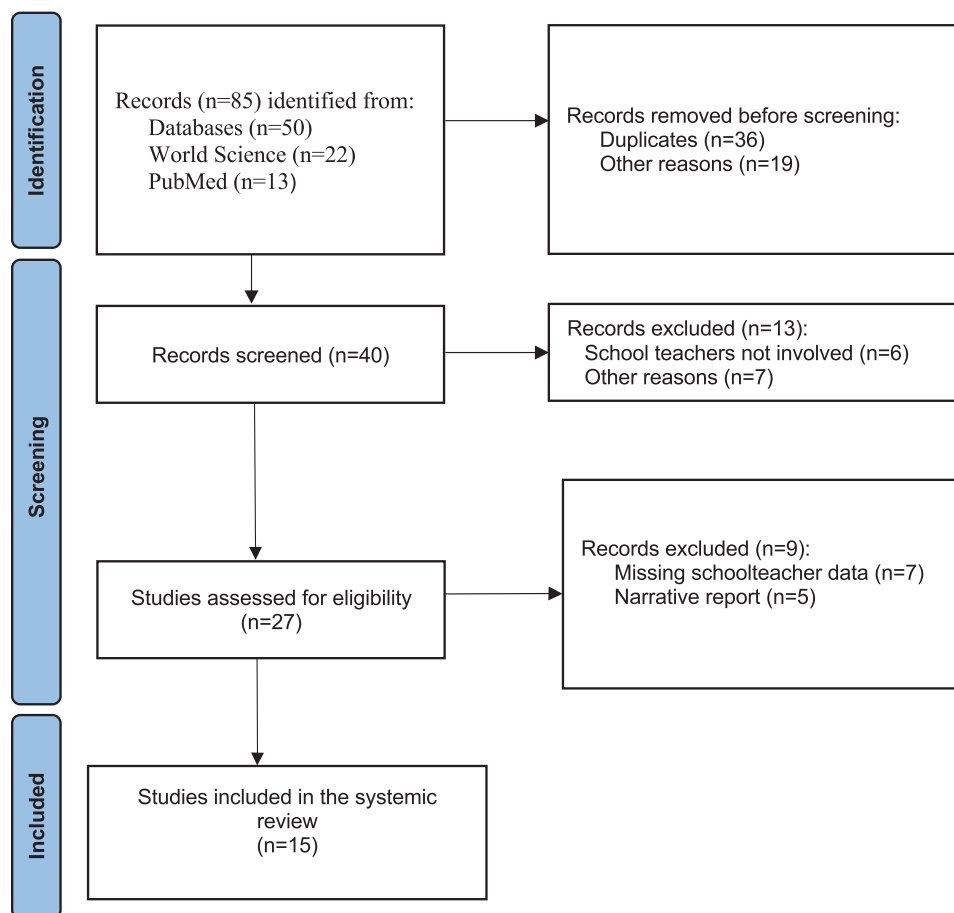 Identification
Records (n=85) identified from:
Databases (n=50)
World Science (n=22)
PubMed (n=13)
Records removed before screening:
Duplicates (n=36)
Other reasons (n=19)
Screening
Records screened (n=40)
Records excluded (n=13):
School teachers not involved (n=6)
Other reasons (n=7)
Studies assessed for eligibility
(n=27)
Records excluded (n=9):
Missing schoolteacher data (n=7)
Narrative report (n=5)
Included
Studies included in the systemic
review
(n=15)